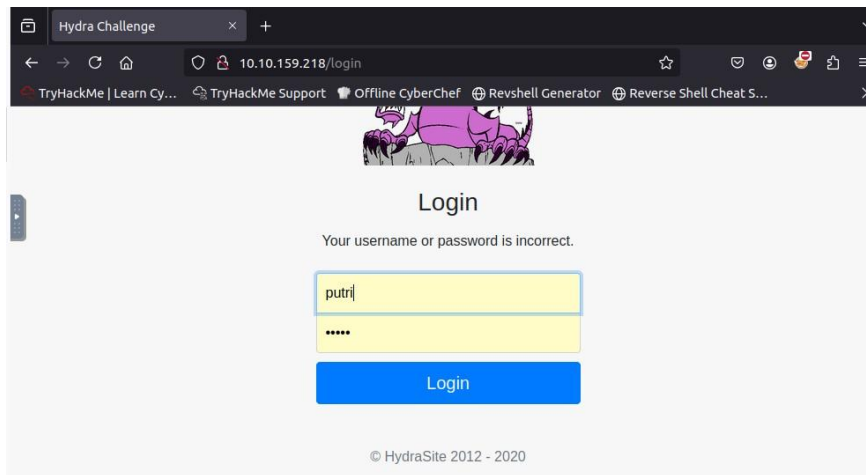 Hydra Challenge
10.10.159.218/login
TryHackMe | Learn Cy... TryHackMe Support Offline CyberChef Revshell Generator Reverse Shell Cheat S...
Login
Your username or password is incorrect.
putri
•••••
Login
© HydraSite 2012 - 2020